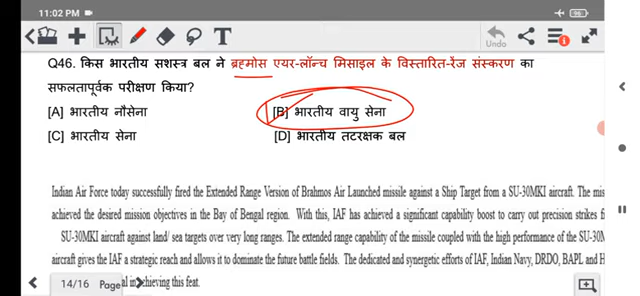 11:02 PM
96
T
Undo
Q46. किस भारतीय सशस्त्र बल ने ब्रह्मोस एयर-लॉन्च मिसाइल के विस्तारित-रेंज संस्करण का
सफलतापूर्वक परीक्षण किया?
[A] भारतीय नौसेना
[B] भारतीय वायु सेना
[C] भारतीय सेना
[D] भारतीय तटरक्षक बल
Indian Air Force today successfully fired the Extended Range Version of Brahmos Air Launched missile against a Ship Target from a SU-30MKI aircraft. The mis
achieved the desired mission objectives in the Bay of Bengal region. With this, IAF has achieved a significant capability boost to carry out precision strikes f
SU-30MKI aircraft against land/ sea targets over very long ranges. The extended range capability of the missile coupled with the high performance of the SU-30M
aircraft gives the IAF a strategic reach and allows it to dominate the future battle fields. The dedicated and synergetic efforts of IAF, Indian Navy, DRDO, BAPL and H
14/16 Page al in achieving this feat.